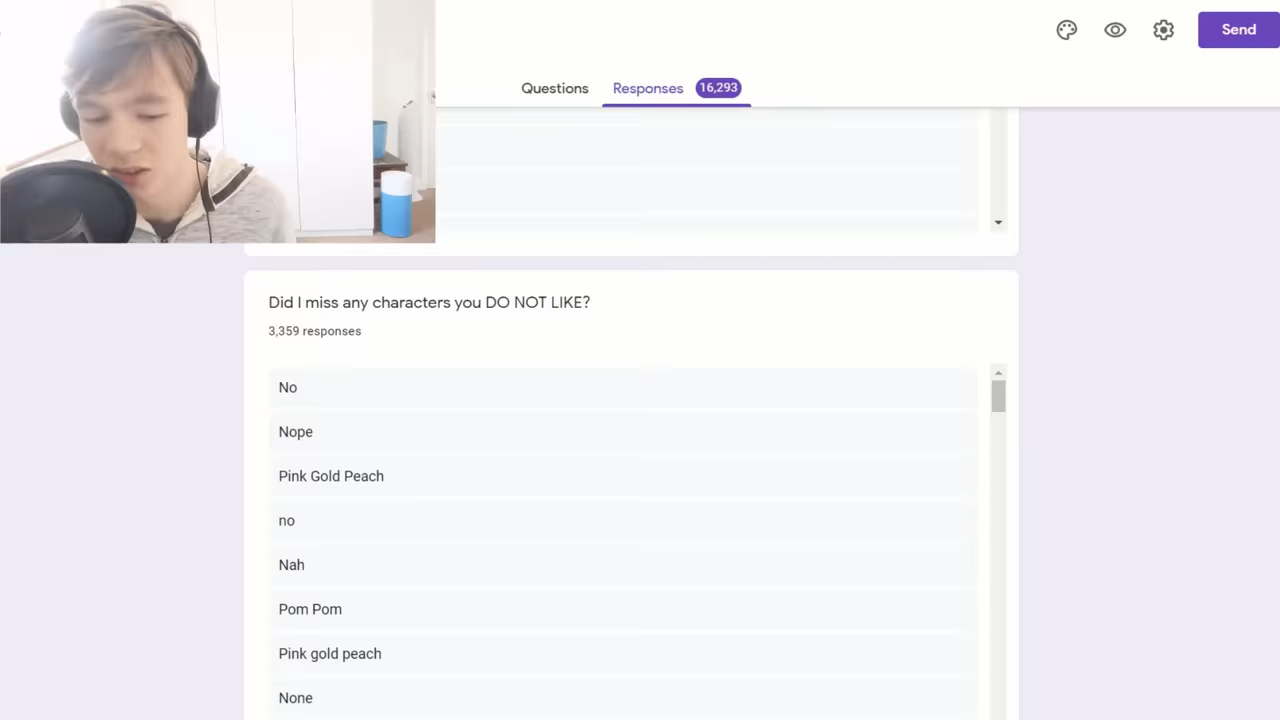 Send
Questions
Responses 16,293
Did I miss any characters you DO NOT LIKE?
3,359 responses
No
Nope
Pink Gold Peach
no
Nah
Pom Pom
Pink gold peach
None